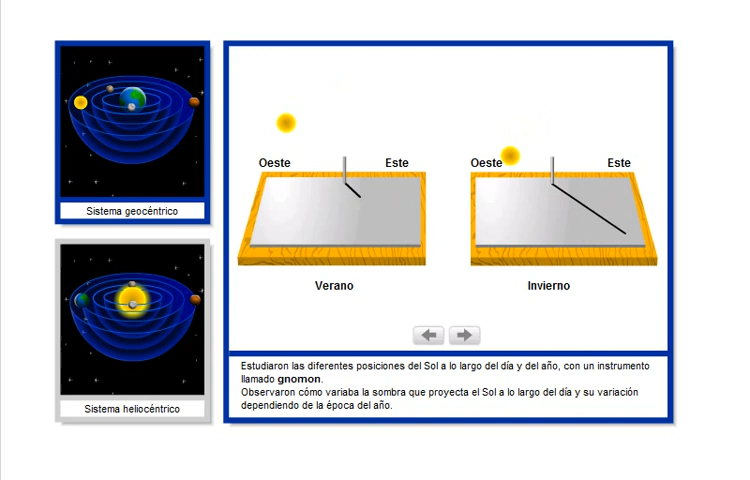 Sistema geocéntrico
Sistema heliocéntrico
Oeste Este
Oeste Este
Verano
Invierno
Estudiaron las diferentes posiciones del Sol a lo largo del día y del año, con un instrumento
llamado gnomon.
Observaron cómo variaba la sombra que proyecta el Sol a lo largo del día y su variación
dependiendo de la época del año.